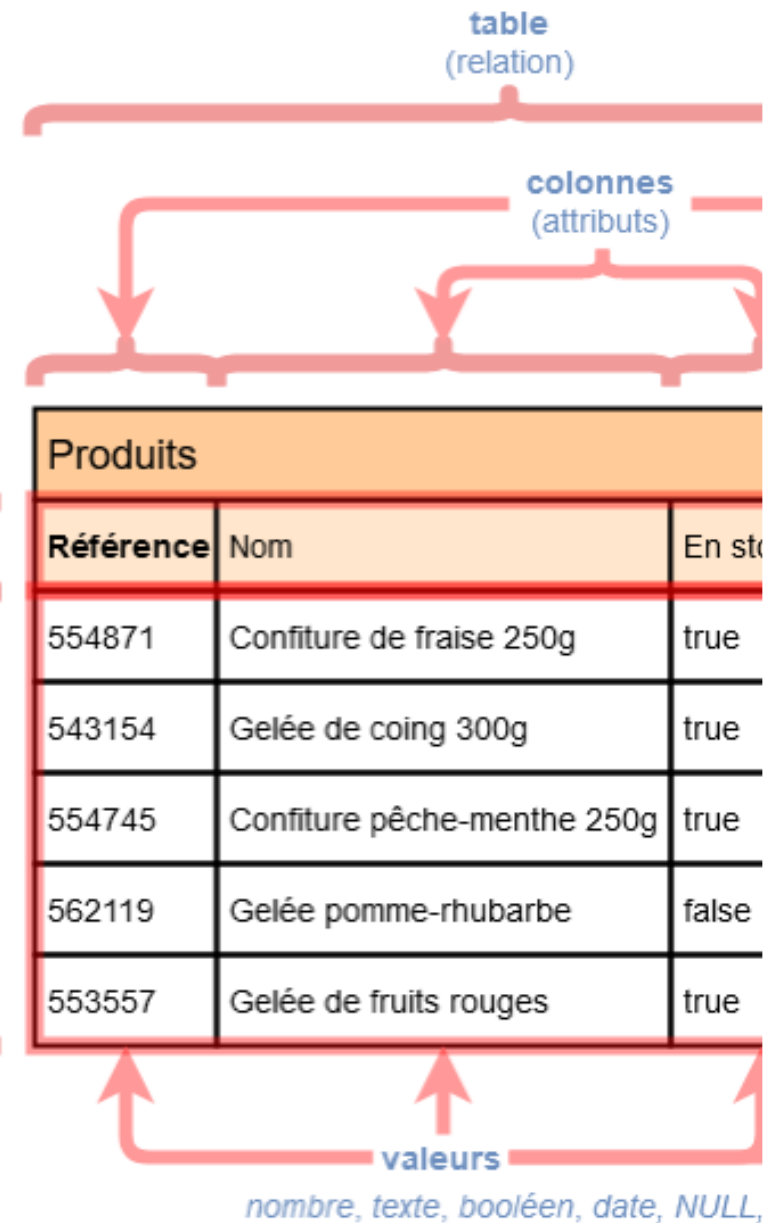 table
(relation)
colonnes
(attributs)
Produits
Référence Nom En sto
554871 Confiture de fraise 250g true
543154 Gelée de coing 300g true
554745 Confiture pêche-menthe 250g true
562119 Gelée pomme-rhubarbe false
553557 Gelée de fruits rouges true
valeurs
nombre, texte, booléen, date, NULL,